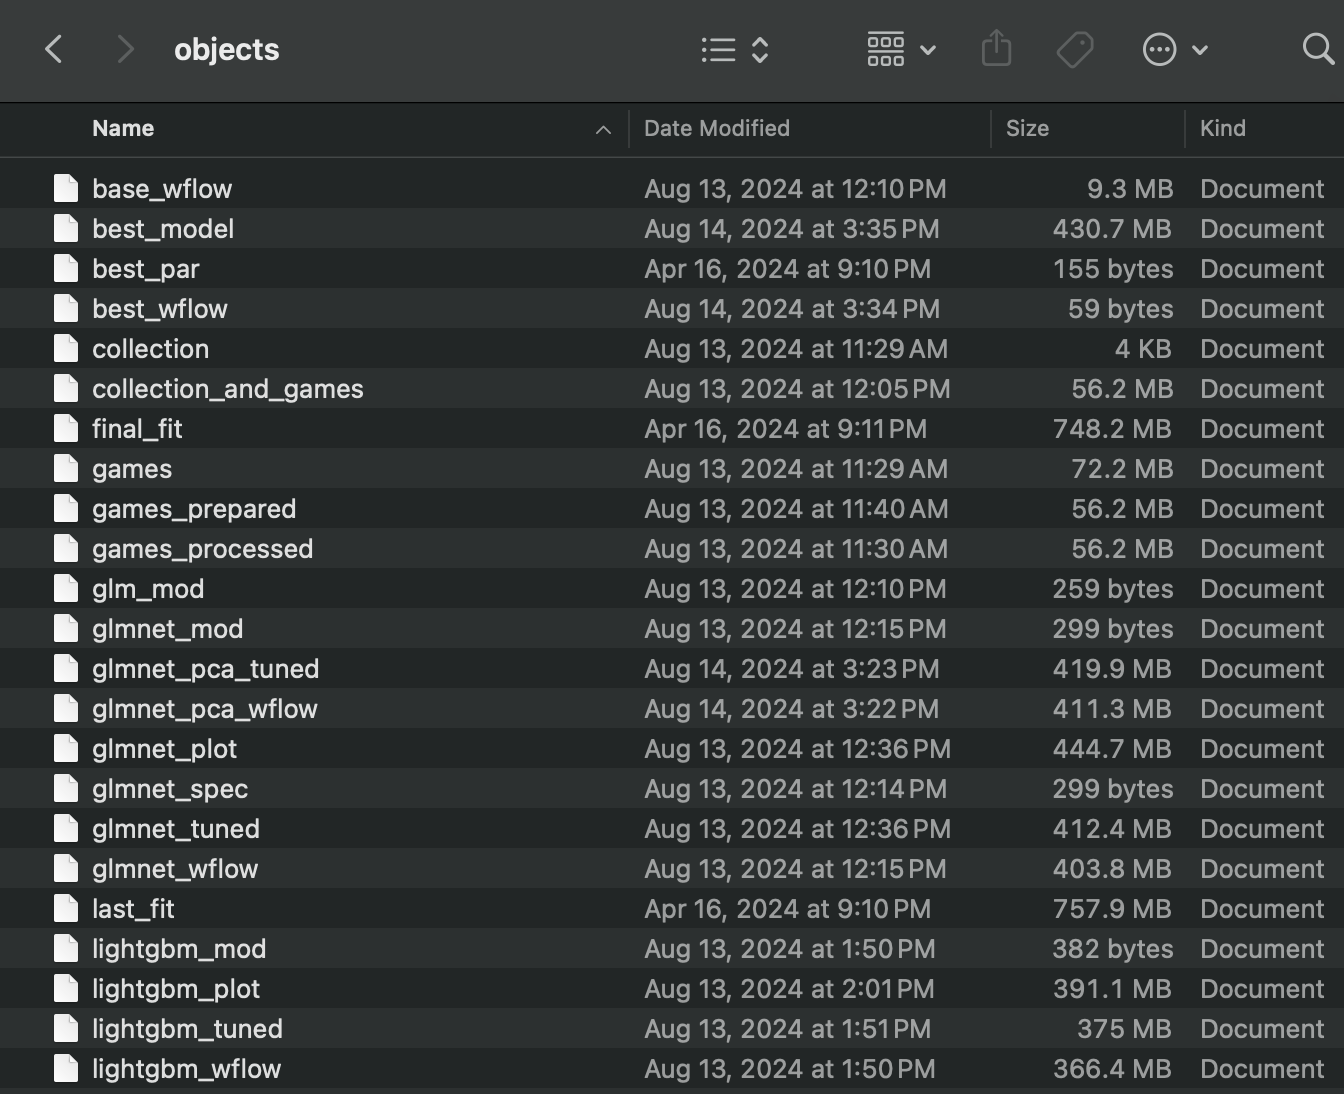 objects
Name Date Modified Size Kind
base_wflow Aug 13, 2024 at 12:10 PM 9.3 MB Document
best_model Aug 14, 2024 at 3:35 PM 430.7 MB Document
best_par Apr 16, 2024 at 9:10 PM 155 bytes Document
best_wflow Aug 14, 2024 at 3:34 PM 59 bytes Document
collection Aug 13, 2024 at 11:29 AM 4 KB Document
collection_and_games Aug 13, 2024 at 12:05 PM 56.2 MB Document
final_fit Apr 16, 2024 at 9:11 PM 748.2 MB Document
games Aug 13, 2024 at 11:29 AM 72.2 MB Document
games_prepared Aug 13, 2024 at 11:40 AM 56.2 MB Document
games_processed Aug 13, 2024 at 11:30 AM 56.2 MB Document
glm_mod Aug 13, 2024 at 12:10 PM 259 bytes Document
glmnet_mod Aug 13, 2024 at 12:15 PM 299 bytes Document
glmnet_pca_tuned Aug 14, 2024 at 3:23 PM 419.9 MB Document
glmnet_pca_wflow Aug 14, 2024 at 3:22 PM 411.3 MB Document
glmnet_plot Aug 13, 2024 at 12:36 PM 444.7 MB Document
glmnet_spec Aug 13, 2024 at 12:14 PM 299 bytes Document
glmnet_tuned Aug 13, 2024 at 12:36 PM 412.4 MB Document
glmnet_wflow Aug 13, 2024 at 12:15 PM 403.8 MB Document
last_fit Apr 16, 2024 at 9:10 PM 757.9 MB Document
lightgbm_mod Aug 13, 2024 at 1:50 PM 382 bytes Document
lightgbm_plot Aug 13, 2024 at 2:01 PM 391.1 MB Document
lightgbm_tuned Aug 13, 2024 at 1:51 PM 375 MB Document
lightgbm_wflow Aug 13, 2024 at 1:50 PM 366.4 MB Document